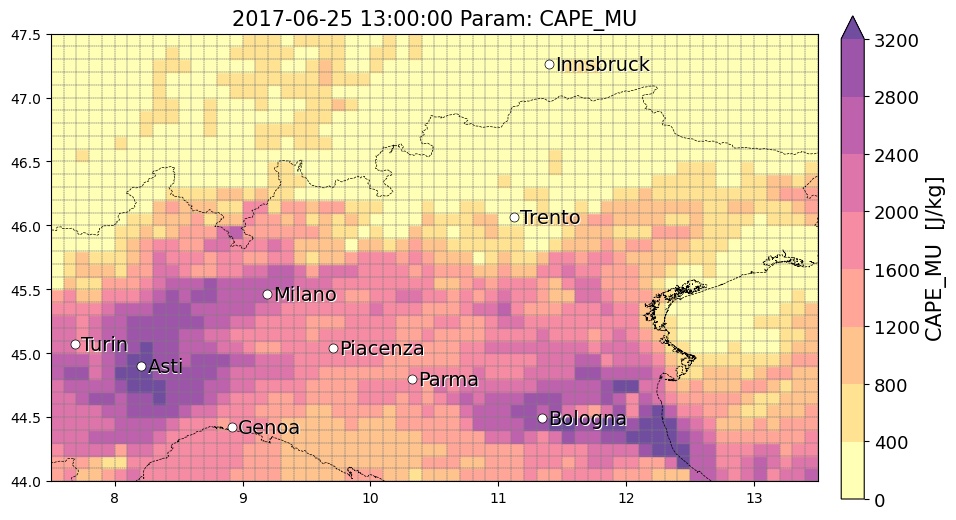 2017-06-25 13:00:00 Param: CAPE_MU
47.5
47.0
46.5
46.0
45.5
45.0
44.5
44.0
8
9
10
11
12
13
Innsbruck
Trento
Milano
Turin
Piacenza
Asti
Parma
Bologna
Genoa
3200
2800
2400
2000
1600
1200
800
400
0
CAPE_MU [J/kg]